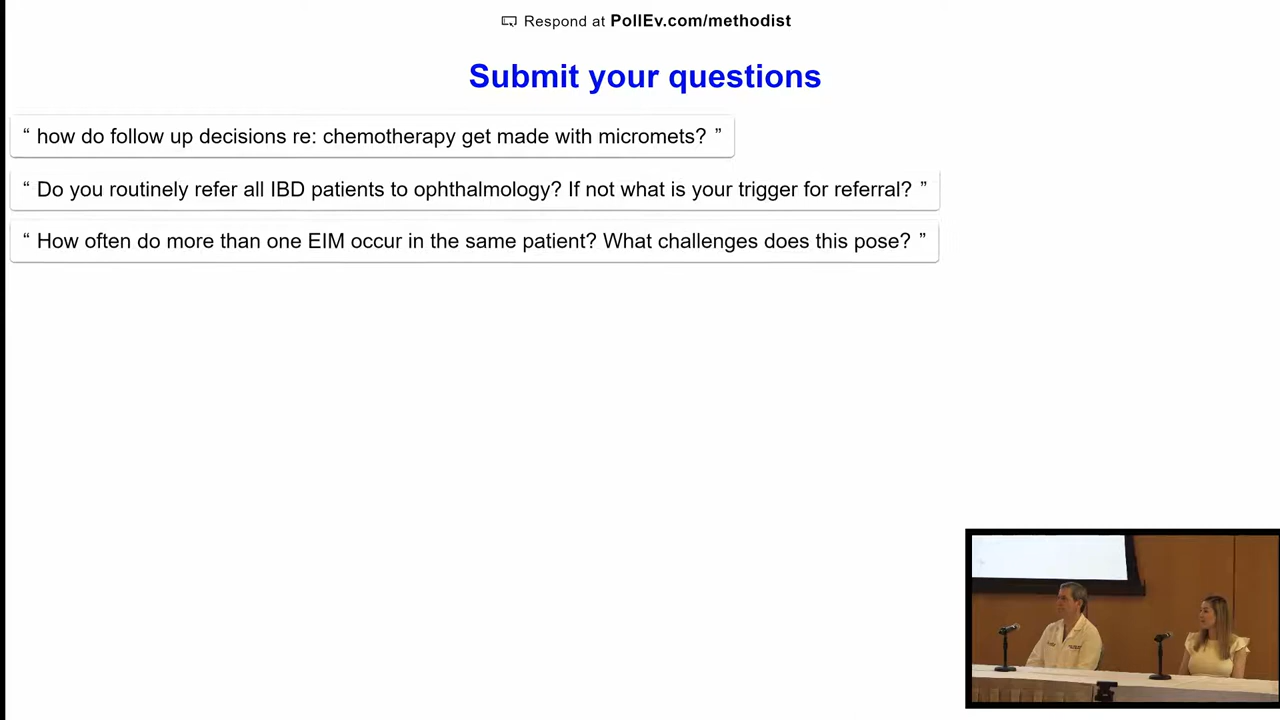 Respond at PollEv.com/methodist
Submit your questions
“ how do follow up decisions re: chemotherapy get made with micromets? ”
“ Do you routinely refer all IBD patients to ophthalmology? If not what is your trigger for referral? ”
“ How often do more than one EIM occur in the same patient? What challenges does this pose? ”